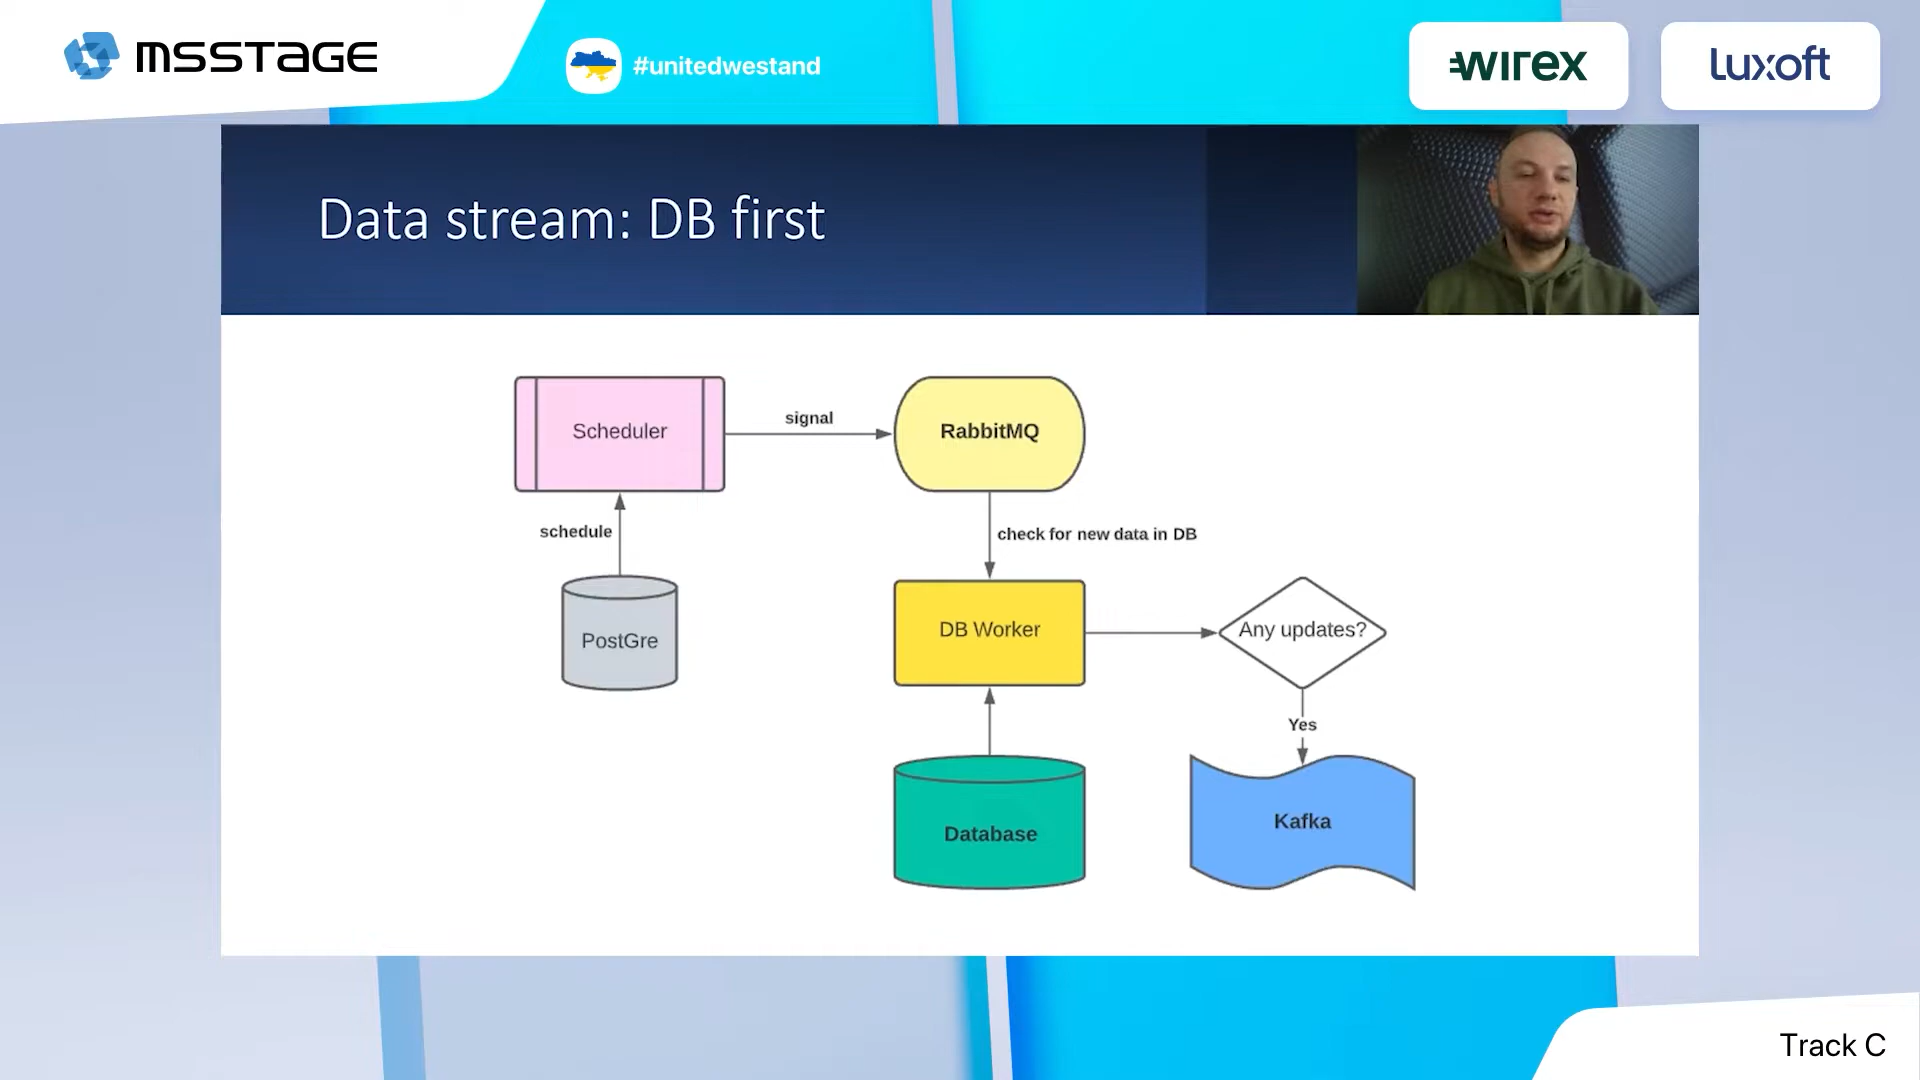 MSSTAGE
#unitedwestand
wirex
luxoft
Data stream: DB first
Scheduler
signal
RabbitMQ
schedule
check for new data in DB
PostGre
DB Worker
Any updates?
Yes
Database
Kafka
Track C